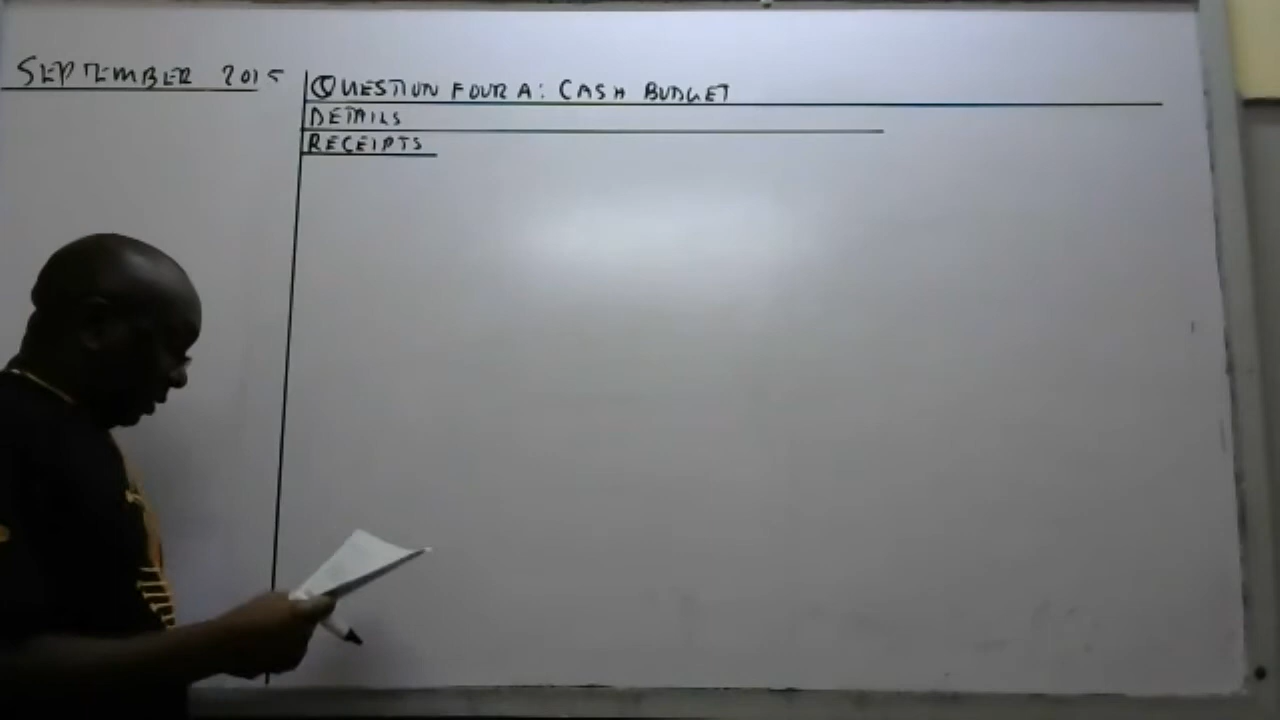 SEPTEMBER 2015
QUESTION FOUR A: CASH BUDGET
DETAILS
RECEIPTS